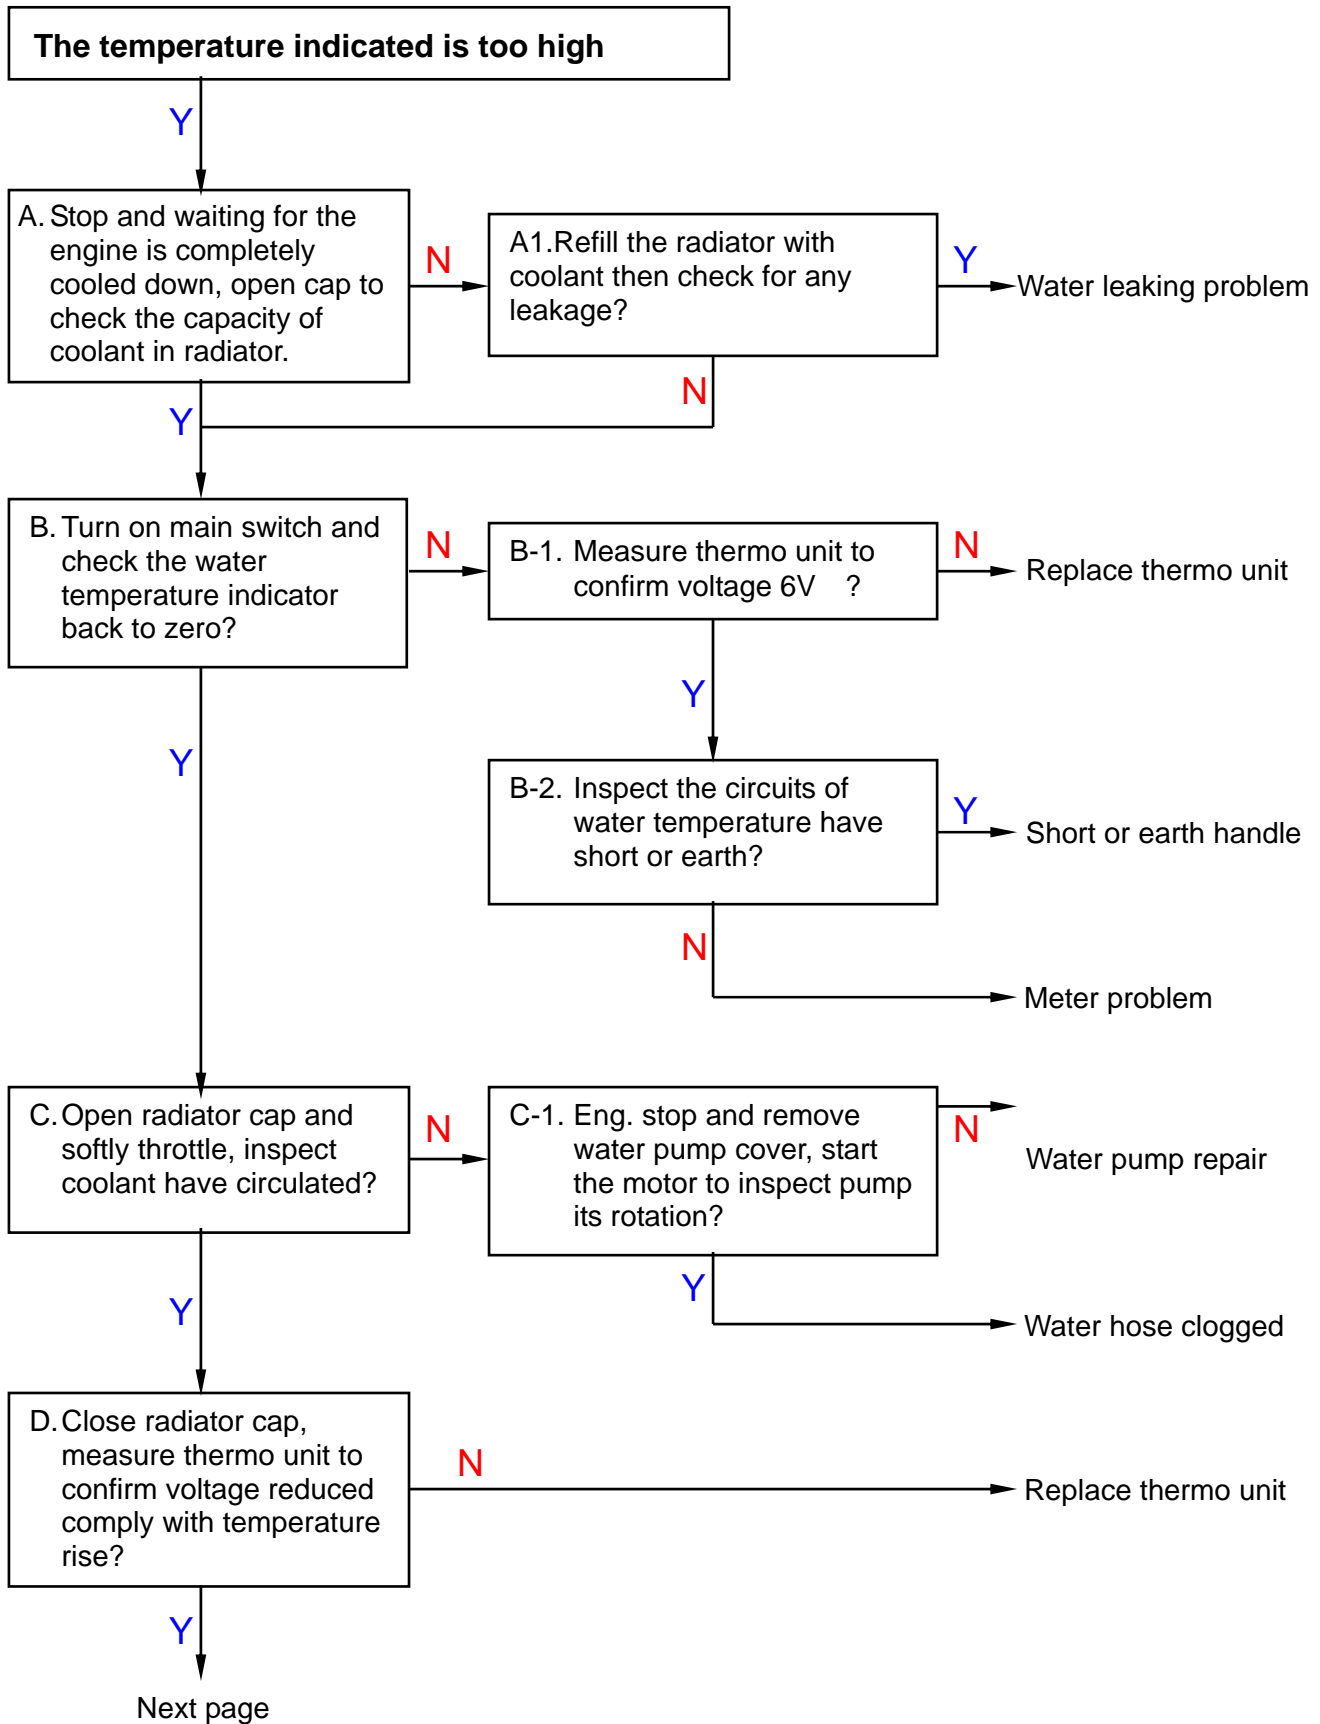 The temperature indicated is too high
Y
A. Stop and waiting for the
engine is completely
cooled down, open cap to
check the capacity of
coolant in radiator.
N
A1.Refill the radiator with
coolant then check for any
leakage?
Y
Water leaking problem
N
Y
B. Turn on main switch and
check the water
temperature indicator
back to zero?
N
B-1. Measure thermo unit to
confirm voltage 6V ?
N
Replace thermo unit
Y
Y
B-2. Inspect the circuits of
water temperature have
short or earth?
Y
Short or earth handle
N
Meter problem
C. Open radiator cap and
softly throttle, inspect
coolant have circulated?
N
C-1. Eng. stop and remove
water pump cover, start
the motor to inspect pump
its rotation?
N
Water pump repair
Y
Water hose clogged
Y
D. Close radiator cap,
measure thermo unit to
confirm voltage reduced
comply with temperature
rise?
N
Replace thermo unit
Y
Next page